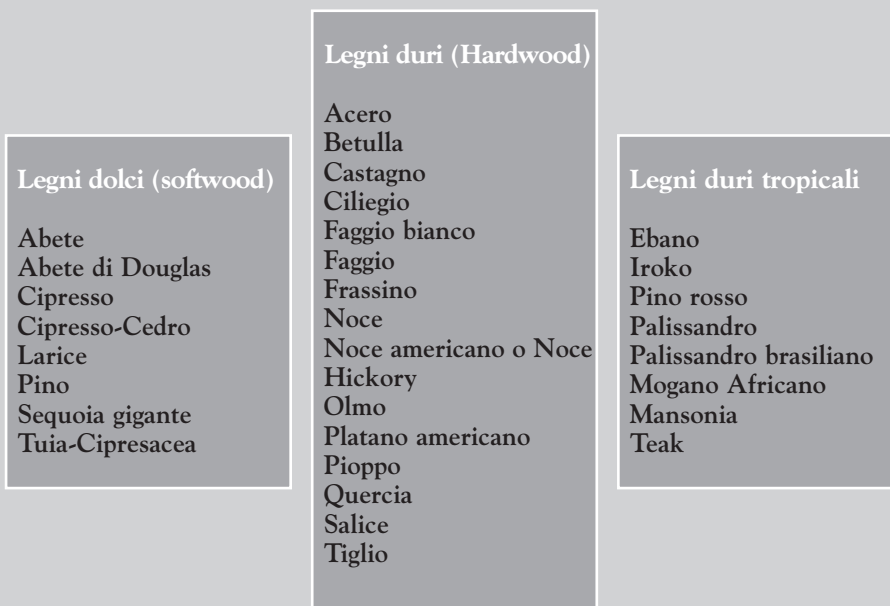 Legni dolci (softwood)
Abete
Abete di Douglas
Cipresso
Cipresso-Cedro
Larice
Pino
Sequoia gigante
Tuia-Cipresacea
Legni duri (Hardwood)
Acero
Betulla
Castagno
Ciliegio
Faggio bianco
Faggio
Frassino
Noce
Noce americano o Noce
Hickory
Olmo
Platano americano
Pioppo
Quercia
Salice
Tiglio
Legni duri tropicali
Ebano
Iroko
Pino rosso
Palissandro
Palissandro brasiliano
Mogano Africano
Mansonia
Teak